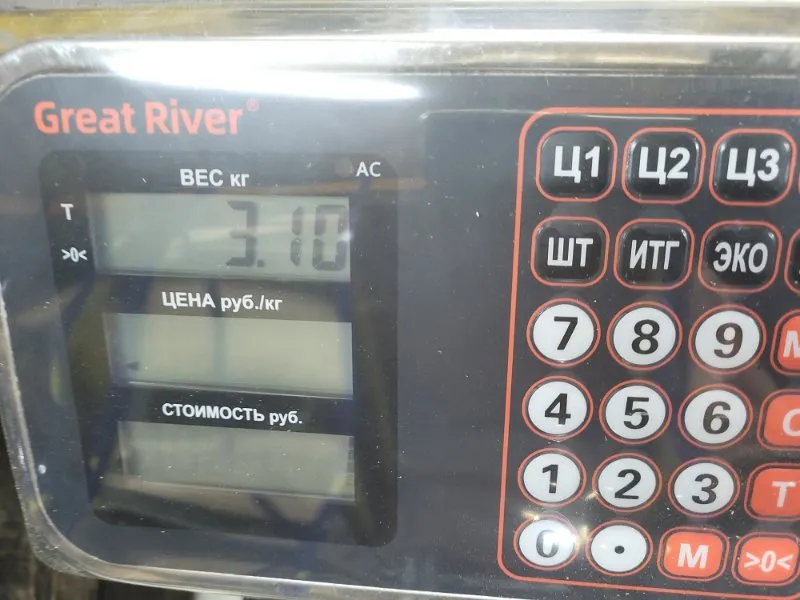 Great River®
ВЕС кг
AC
T
>0<
3.10
ЦЕНА руб./кг
СТОИМОСТЬ руб.
Ц1 Ц2 Ц3
ШТ ИТГ ЭКО
7 8 9
4 5 6
1 2 3 T
0 . M >0<